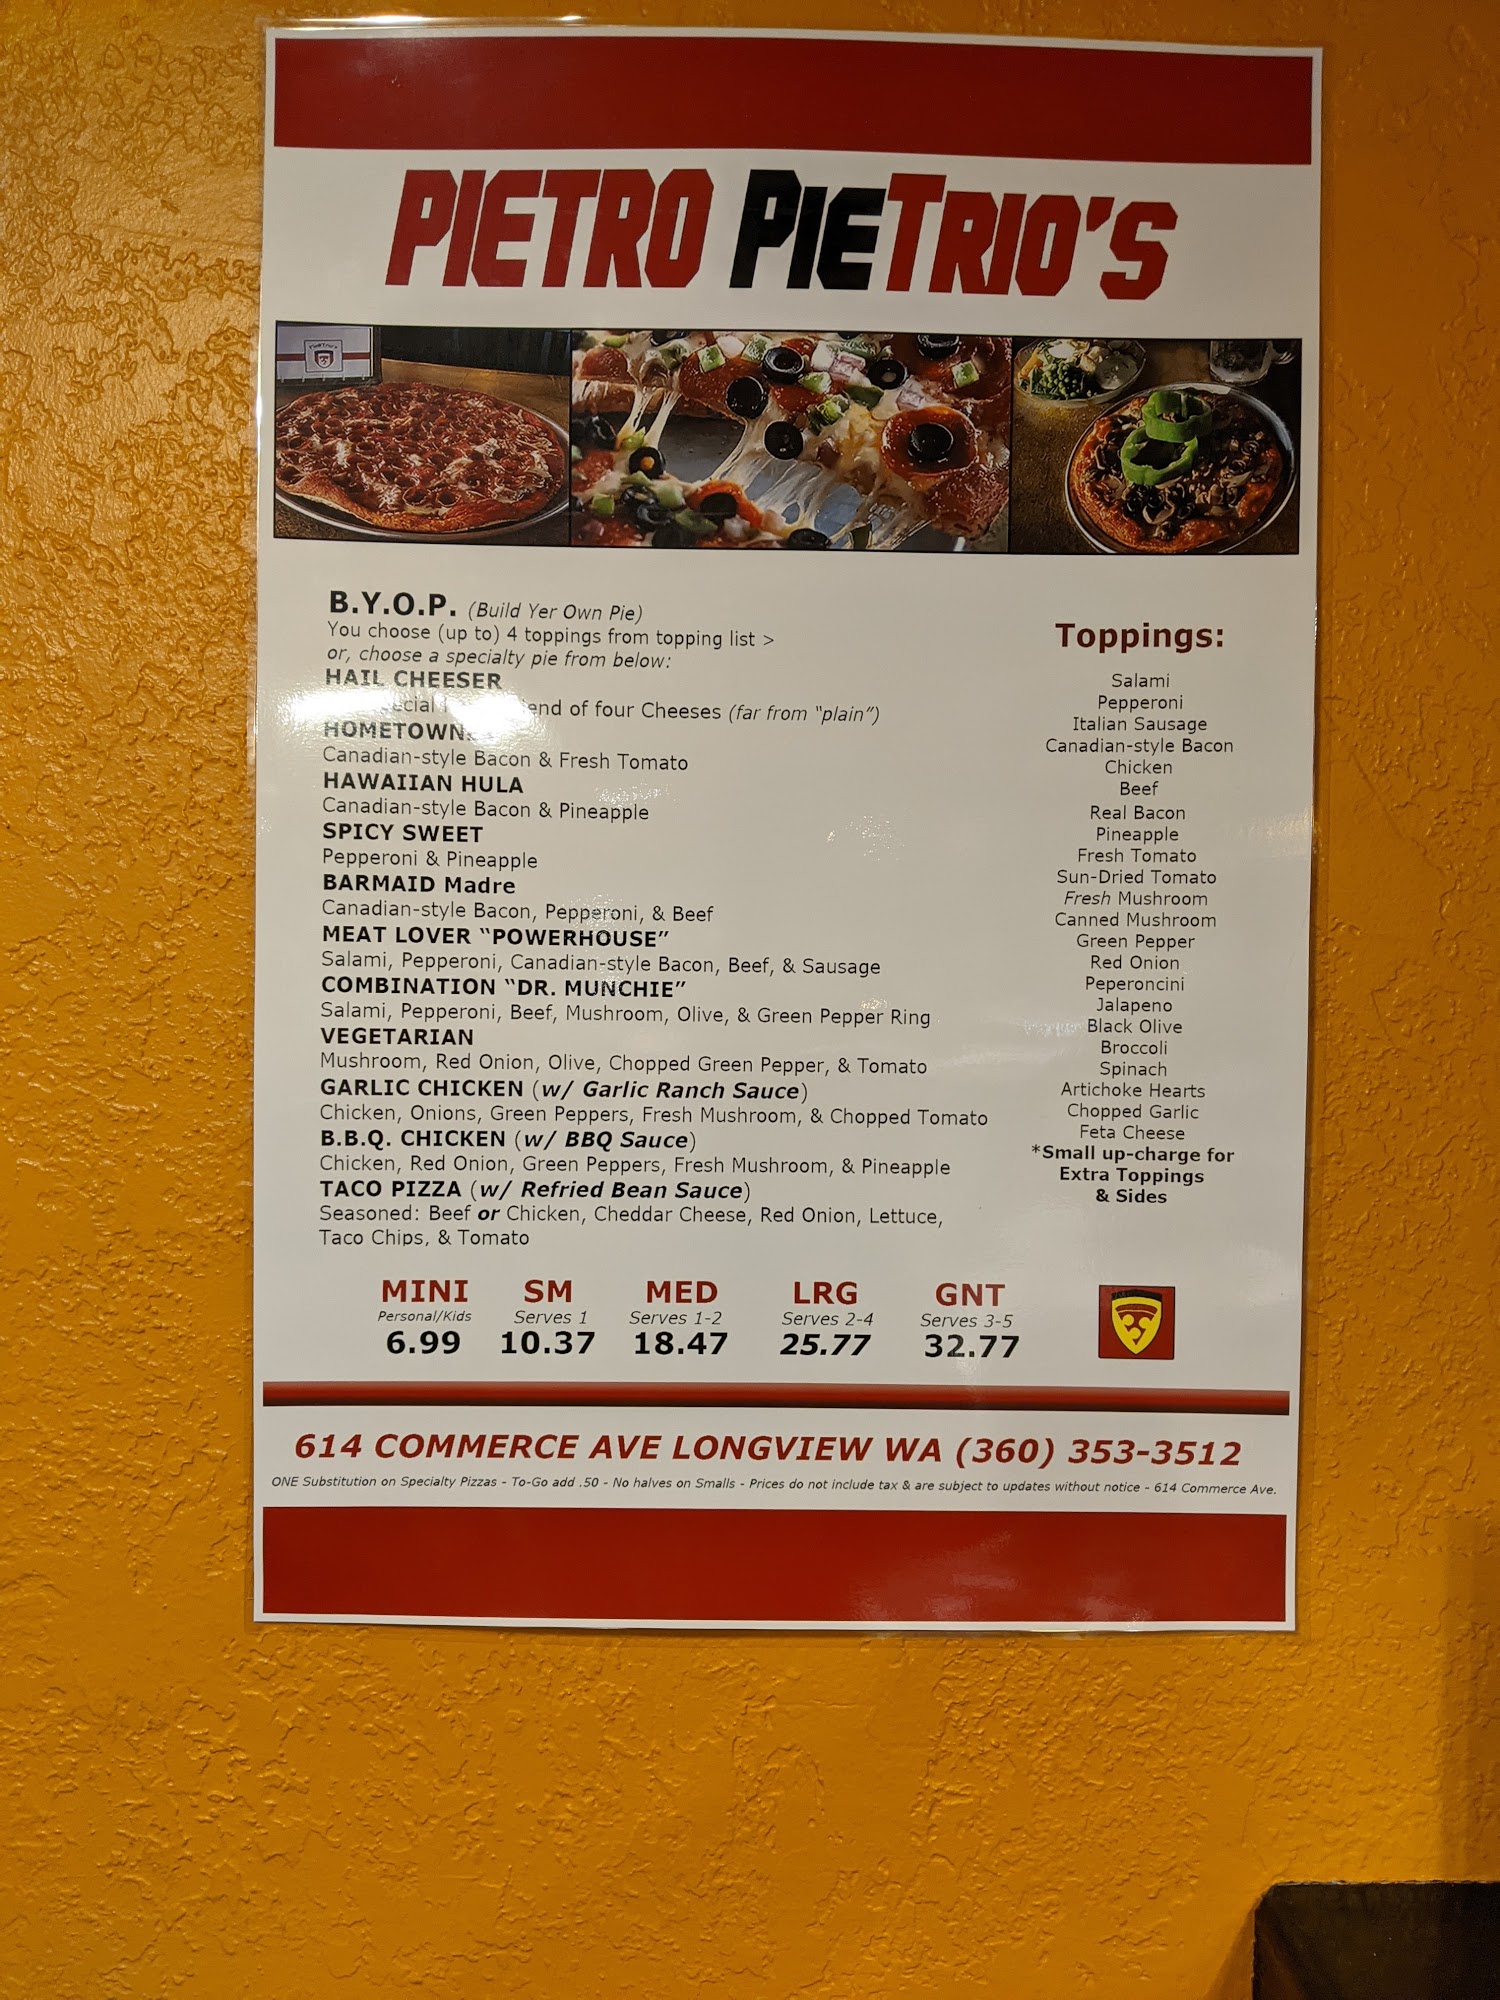 PIETRO PIETRIO'S
B.Y.O.P. (Build Yer Own Pie)
You choose (up to) 4 toppings from topping list >
or, choose a specialty pie from below:
HAIL CHEESER
of four Cheeses (far from "plain")
HOMETOWN
Canadian-style Bacon & Fresh Tomato
HAWAIIAN HULA
Canadian-style Bacon & Pineapple
SPICY SWEET
Pepperoni & Pineapple
BARMAID Madre
Canadian-style Bacon, Pepperoni, & Beef
MEAT LOVER "POWERHOUSE"
Salami, Pepperoni, Canadian-style Bacon, Beef, & Sausage
COMBINATION "DR. MUNCHIE"
Salami, Pepperoni, Beef, Mushroom, Olive, & Green Pepper Ring
VEGETARIAN
Mushroom, Red Onion, Olive, Chopped Green Pepper, & Tomato
GARLIC CHICKEN (w/ Garlic Ranch Sauce)
Chicken, Onions, Green Peppers, Fresh Mushroom, & Chopped Tomato
B.B.Q. CHICKEN (w/ BBQ Sauce)
Chicken, Red Onion, Green Peppers, Fresh Mushroom, & Pineapple
TACO PIZZA (w/ Refried Bean Sauce)
Seasoned: Beef or Chicken, Cheddar Cheese, Red Onion, Lettuce,
Taco Chips, & Tomato
Toppings:
Salami
Pepperoni
Italian Sausage
Canadian-style Bacon
Chicken
Beef
Real Bacon
Pineapple
Fresh Tomato
Sun-Dried Tomato
Fresh Mushroom
Canned Mushroom
Green Pepper
Red Onion
Peperoncini
Jalapeno
Black Olive
Broccoli
Spinach
Artichoke Hearts
Chopped Garlic
Feta Cheese
*Small up-charge for
Extra Toppings
& Sides
MINI SM MED LRG GNT
Personal/Kids Serves 1 Serves 1-2 Serves 2-4 Serves 3-5
6.99 10.37 18.47 25.77 32.77
614 COMMERCE AVE LONGVIEW WA (360) 353-3512
ONE Substitution on Specialty Pizzas - To-Go add .50 - No halves on Smalls - Prices do not include tax & are subject to updates without notice - 614 Commerce Ave.